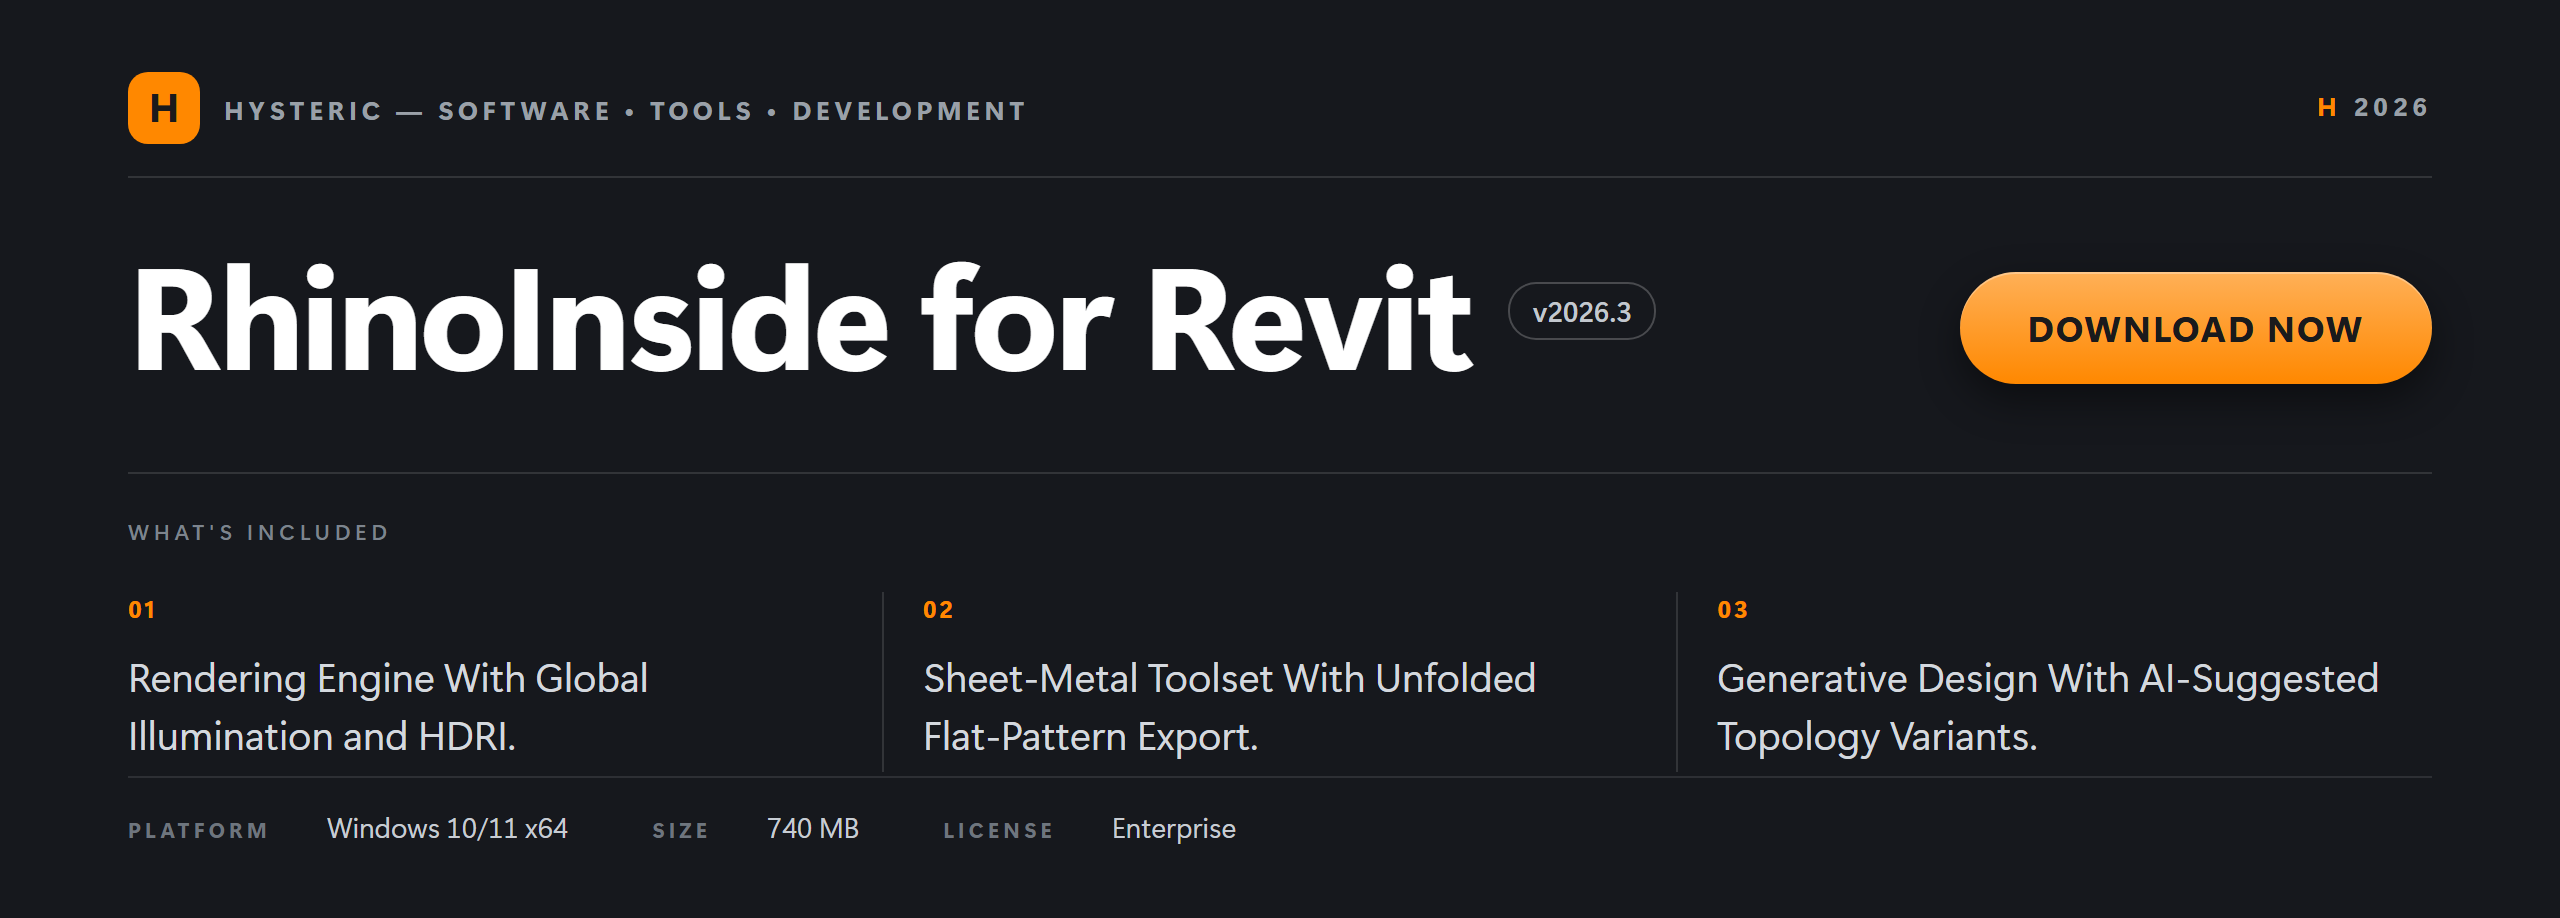 H HYSTERIC — SOFTWARE • TOOLS • DEVELOPMENT
H 2026
RhinoInside for Revit v2026.3
DOWNLOAD NOW
WHAT'S INCLUDED
01
Rendering Engine With Global
Illumination and HDRI.
02
Sheet-Metal Toolset With Unfolded
Flat-Pattern Export.
03
Generative Design With AI-Suggested
Topology Variants.
PLATFORM Windows 10/11 x64 SIZE 740 MB LICENSE Enterprise